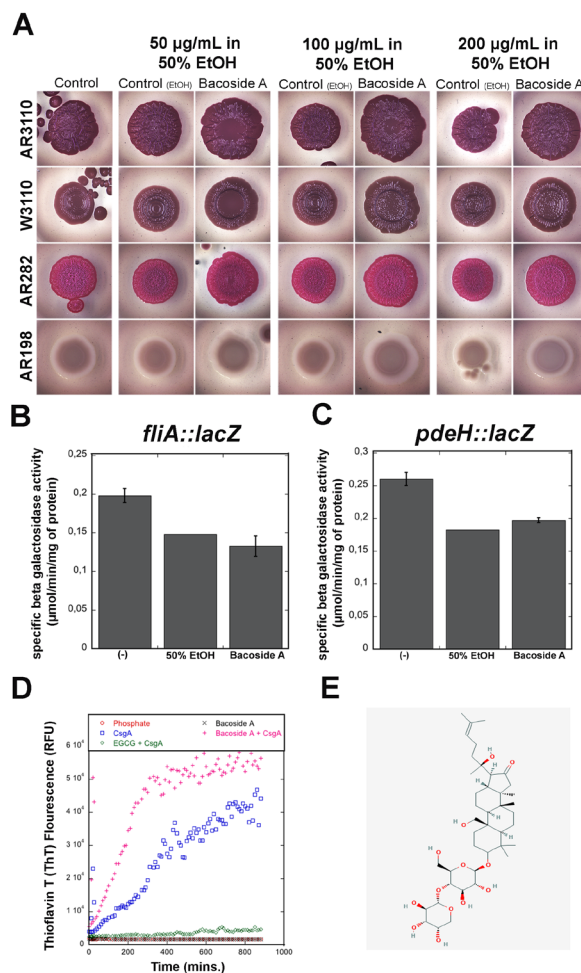 A
50 µg/mL in
50% EtOH
100 µg/mL in
50% EtOH
200 µg/mL in
50% EtOH
Control
Control (EtOH) Bacoside A
Control (EtOH) Bacoside A
Control (EtOH) Bacoside A
AR3110
W3110
AR282
AR198
B
fliA::lacZ
specific beta galactosidase activity
(µmol/min/mg of protein)
0,2
0,15
0,1
0,05
0
(-) 50% EtOH Bacoside A
C
pdeH::lacZ
specific beta galactosidase activity
(µmol/min/mg of protein)
0,3
0,25
0,2
0,15
0,1
0,05
0
(-) 50% EtOH Bacoside A
D
Thioflavin T (ThT) Flourescence (RFU)
Phosphate
CsgA
EGCG + CsgA
Bacoside A
Bacoside A + CsgA
6 10⁴
5 10⁴
4 10⁴
3 10⁴
2 10⁴
1 10⁴
0
0 200 400 600 800 1000
Time (mins.)
E